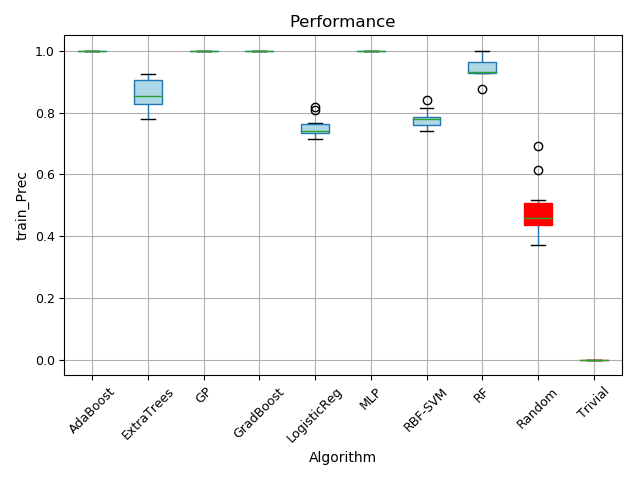 Performance
train_Prec
1.0
0.8
0.6
0.4
0.2
0.0
AdaBoost
ExtraTrees
GP
GradBoost
LogisticReg
MLP
RBF-SVM
RF
Random
Trivial
Algorithm